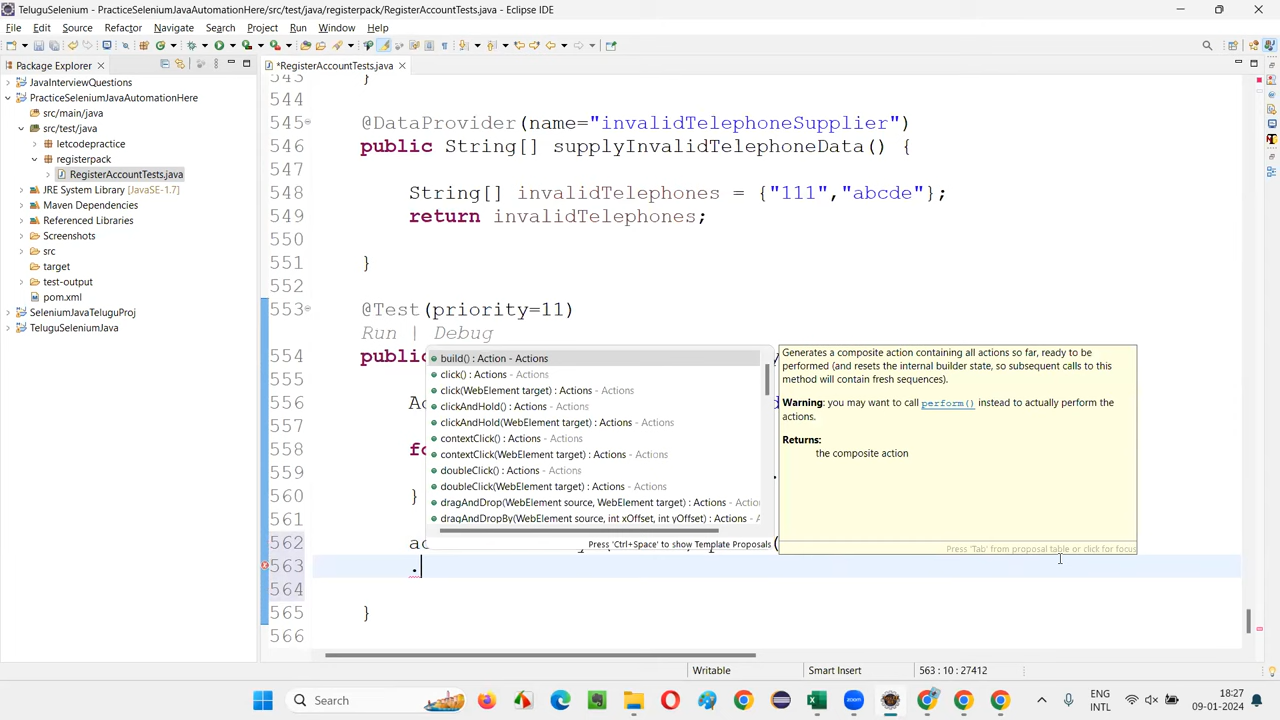 TeluguSelenium - PracticeSeleniumJavaAutomationHere/src/test/java/registerpack/RegisterAccountTests.java - Eclipse IDE
File Edit Source Refactor Navigate Search Project Run Window Help
Package Explorer
*RegisterAccountTests.java
JavaInterviewQuestions
PracticeSeleniumJavaAutomationHere
src/main/java
src/test/java
letcodepractice
registerpack
RegisterAccountTests.java
JRE System Library [JavaSE-1.7]
Maven Dependencies
Referenced Libraries
Screenshots
src
target
test-output
pom.xml
SeleniumJavaTeluguProj
TeluguSeleniumJava
543 }
544
545 @DataProvider(name="invalidTelephoneSupplier")
546 public String[] supplyInvalidTelephoneData() {
547
548 String[] invalidTelephones = {"111","abcde"};
549 return invalidTelephones;
550
551 }
552
553 @Test(priority=11)
Run | Debug
554 public
555
556 Ac
557
558 fo
559
560 }
561
562 ac
563 .
564
565 }
566
build() : Action - Actions
click() : Actions - Actions
click(WebElement target) : Actions - Actions
clickAndHold() : Actions - Actions
clickAndHold(WebElement target) : Actions - Actions
contextClick() : Actions - Actions
contextClick(WebElement target) : Actions - Actions
doubleClick() : Actions - Actions
doubleClick(WebElement target) : Actions - Actions
dragAndDrop(WebElement source, WebElement target) : Actions - Actio
dragAndDropBy(WebElement source, int xOffset, int yOffset) : Actions - A
Press 'Ctrl+Space' to show Template Proposals
Generates a composite action containing all actions so far, ready to be
performed (and resets the internal builder state, so subsequent calls to this
method will contain fresh sequences).
Warning: you may want to call perform() instead to actually perform the
actions.
Returns:
the composite action
Press 'Tab' from proposal table or click for focus
Writable Smart Insert 563 : 10 : 27412
Search
ENG
INTL
18:27
09-01-2024